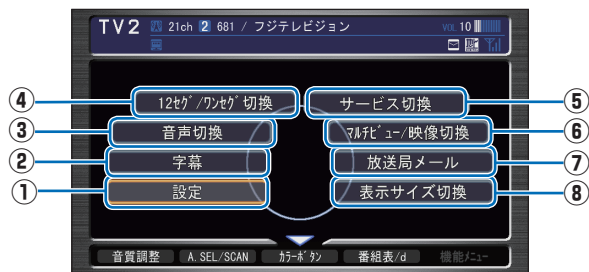 TV2 21ch 2 681 / フジテレビジョン VOL 10
④ 12ｾｸﾞ/ﾜﾝｾｸﾞ切換 サービス切換 ⑤
③ 音声切換 ﾏﾙﾁﾋﾞｭｰ/映像切換 ⑥
② 字幕 放送局メール ⑦
① 設定 表示サイズ切換 ⑧
音質調整 A.SEL/SCAN ｶﾗｰﾎﾞﾀﾝ 番組表/d 機能ﾒﾆｭｰ